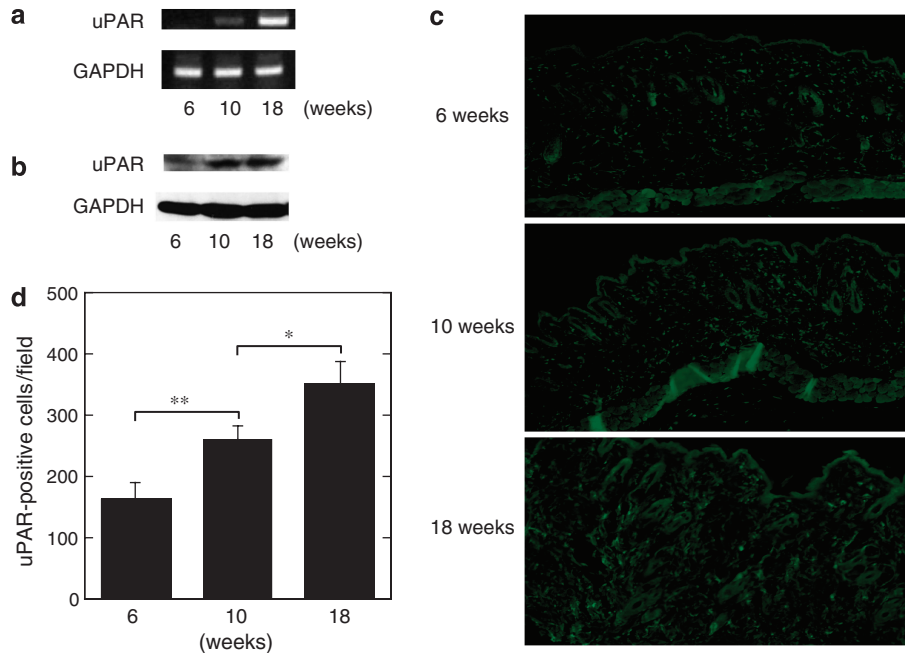 a
uPAR
GAPDH
6 10 18 (weeks)
b
uPAR
GAPDH
6 10 18 (weeks)
c
6 weeks
10 weeks
18 weeks
d
uPAR-positive cells/field
500
400
300
200
100
0
**
*
6 10 18
(weeks)